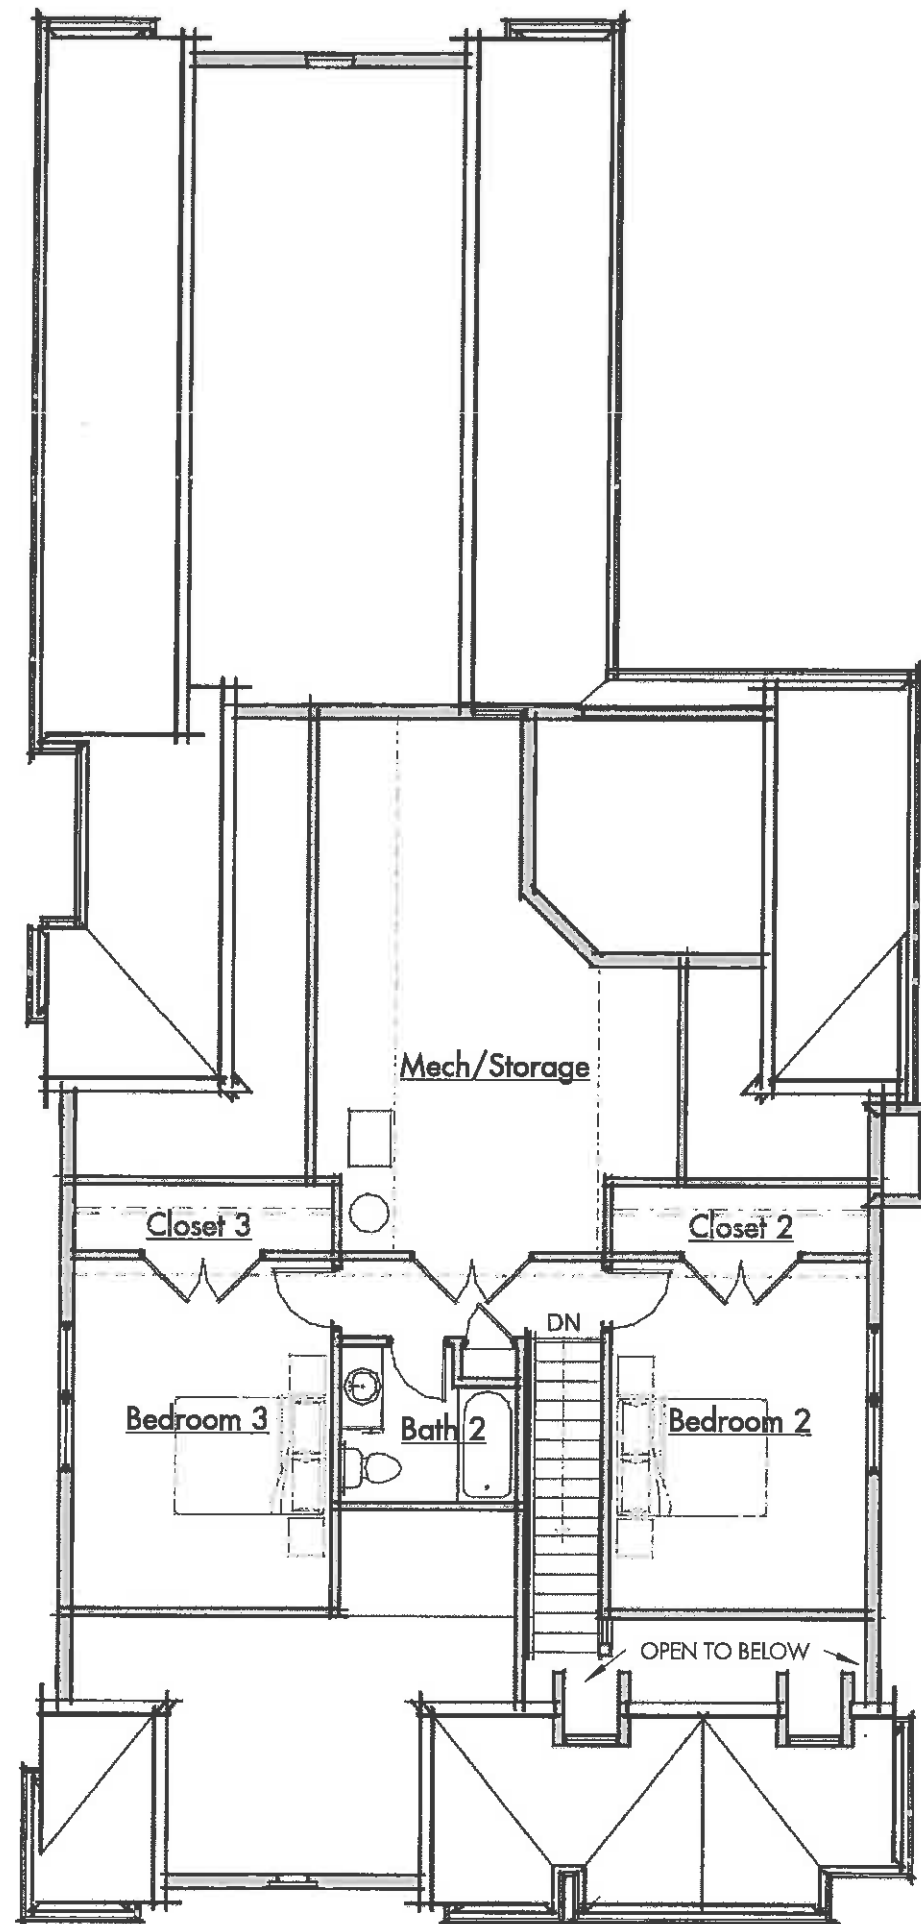 Mech/Storage
Closet 3
Closet 2
DN
Bedroom 3
Bath 2
Bedroom 2
OPEN TO BELOW